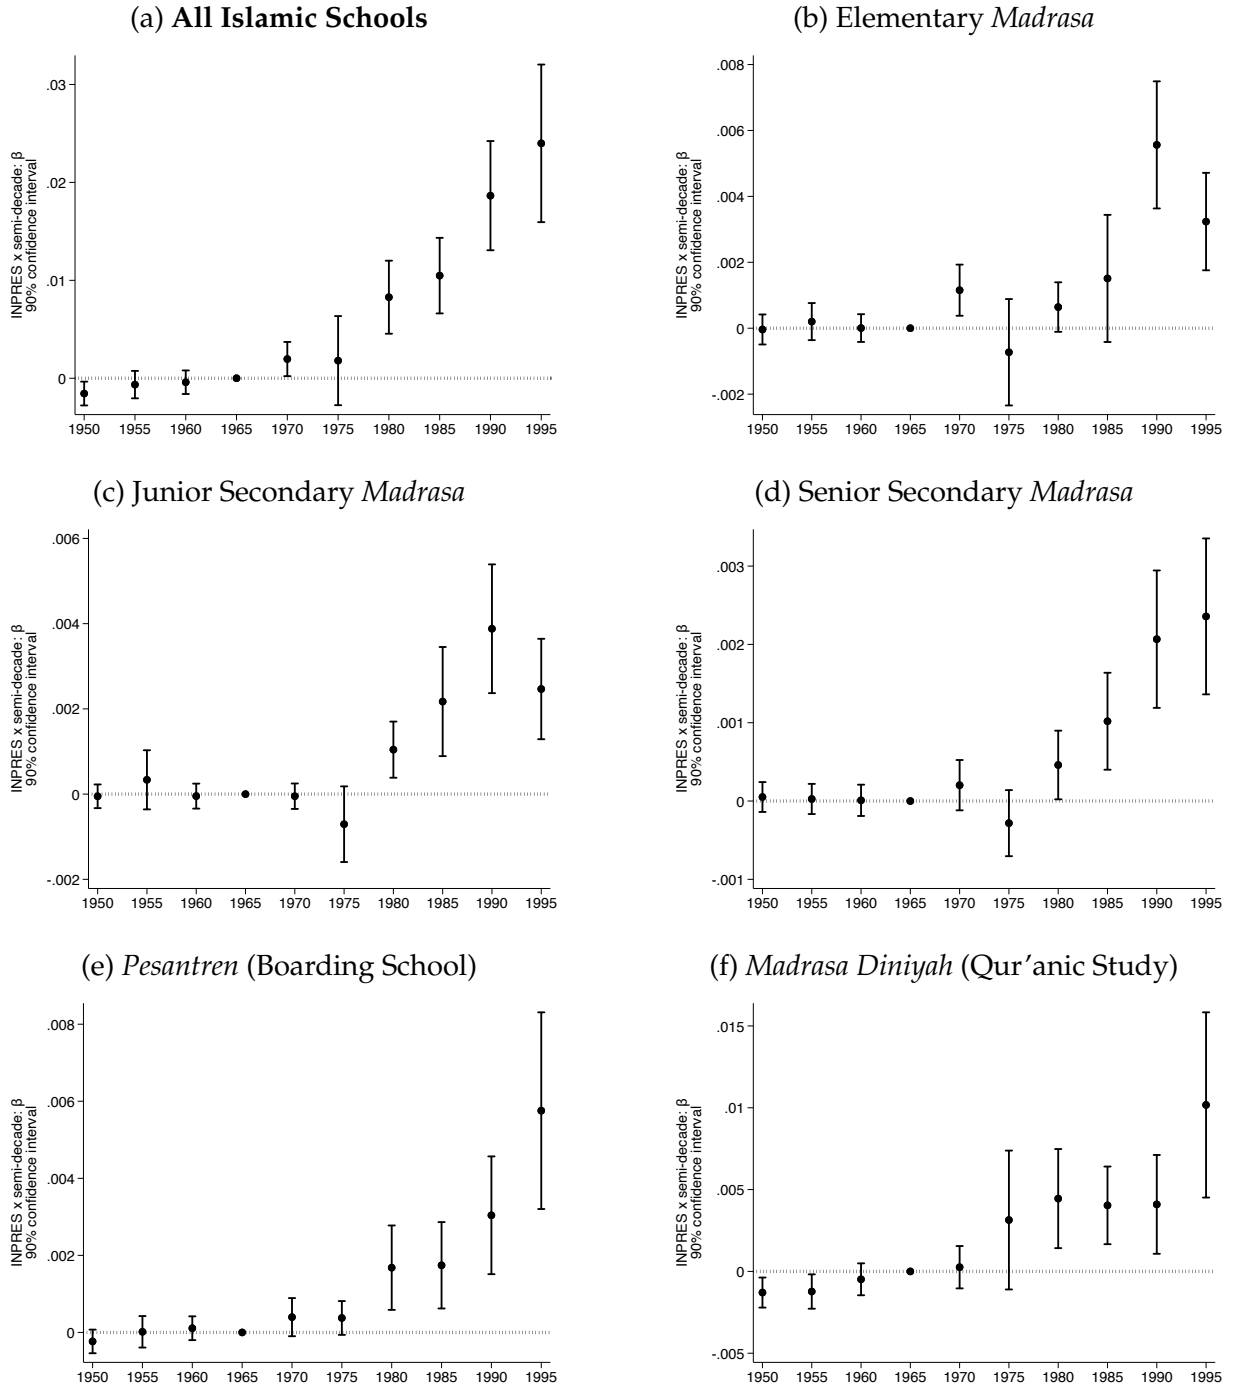 (a) All Islamic Schools
INPRES x semi-decade: β
90% confidence interval
.03
.02
.01
0
1950 1955 1960 1965 1970 1975 1980 1985 1990 1995
(b) Elementary Madrasa
INPRES x semi-decade: β
90% confidence interval
.008
.006
.004
.002
0
-.002
1950 1955 1960 1965 1970 1975 1980 1985 1990 1995
(c) Junior Secondary Madrasa
INPRES x semi-decade: β
90% confidence interval
.006
.004
.002
0
-.002
1950 1955 1960 1965 1970 1975 1980 1985 1990 1995
(d) Senior Secondary Madrasa
INPRES x semi-decade: β
90% confidence interval
.003
.002
.001
0
-.001
1950 1955 1960 1965 1970 1975 1980 1985 1990 1995
(e) Pesantren (Boarding School)
INPRES x semi-decade: β
90% confidence interval
.008
.006
.004
.002
0
1950 1955 1960 1965 1970 1975 1980 1985 1990 1995
(f) Madrasa Diniyah (Qur'anic Study)
INPRES x semi-decade: β
90% confidence interval
.015
.01
.005
0
-.005
1950 1955 1960 1965 1970 1975 1980 1985 1990 1995